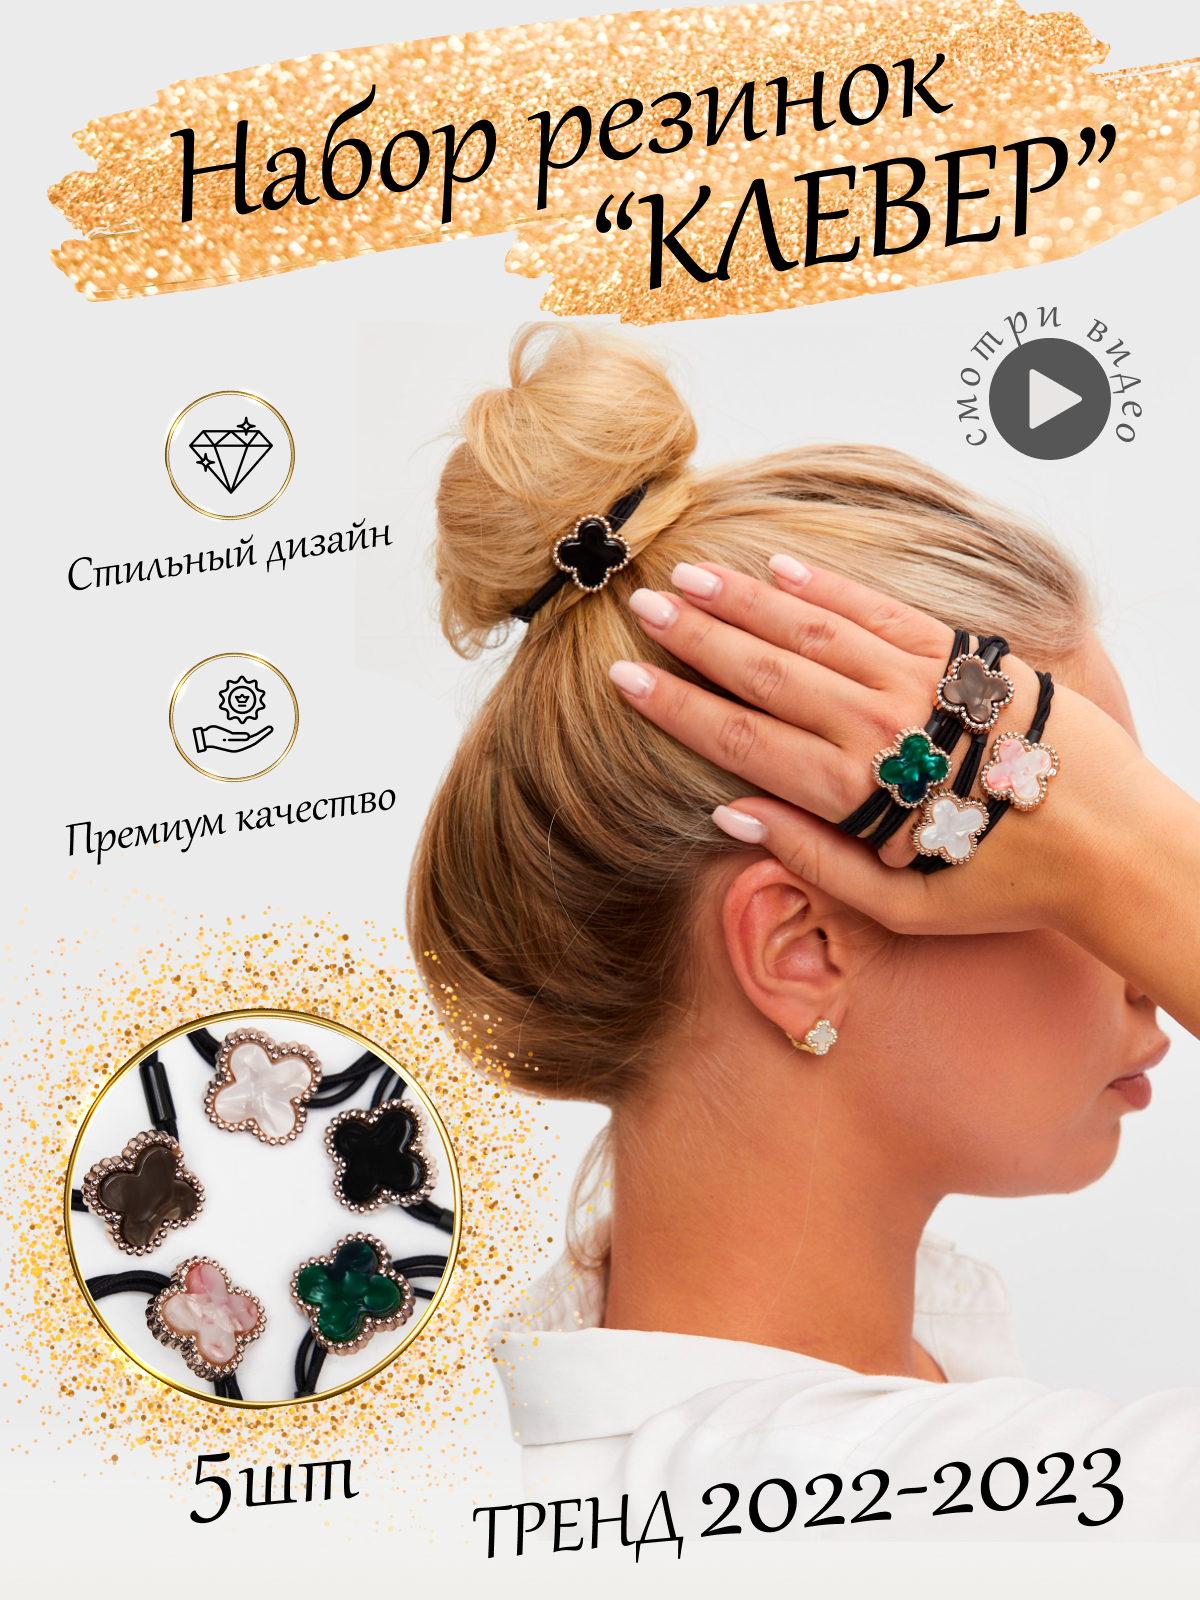 Набор резинок
“КЛЕВЕР”
смотри видео
Стильный дизайн
Премиум качество
5шт
ТРЕНД 2022-2023